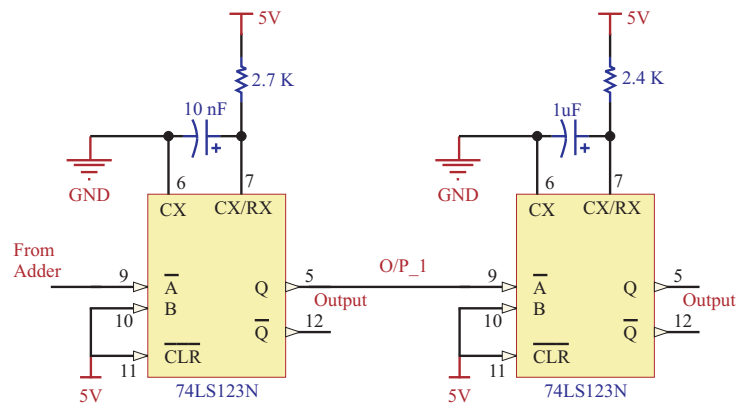 5V
5V
2.7 K
2.4 K
10 nF
1uF
+
+
GND
6
7
GND
6
7
CX
CX/RX
CX
CX/RX
From
Adder
9
A
Q
5
Output
O/P_1
9
A
Q
5
Output
10
B
Q
12
10
B
Q
12
11
CLR
11
CLR
5V
74LS123N
5V
74LS123N